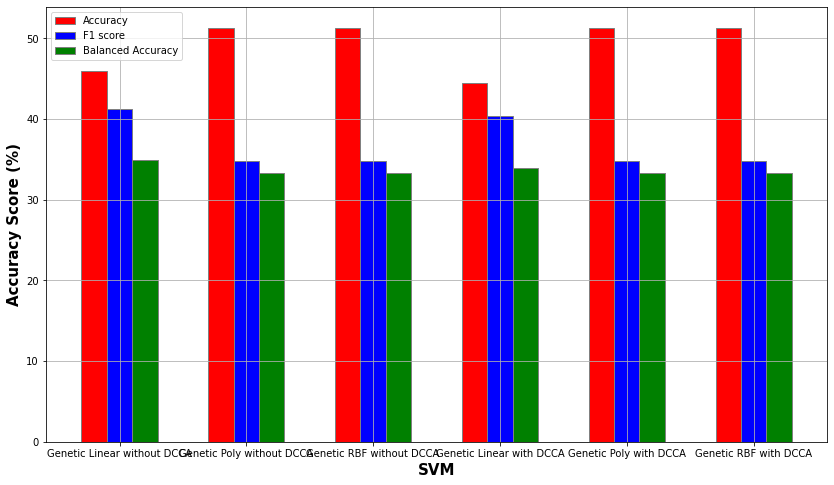 Accuracy
F1 score
Balanced Accuracy
50
40
30
20
10
0
Accuracy Score (%)
Genetic Linear without DCCA
Genetic Poly without DCCA
Genetic RBF without DCCA
Genetic Linear with DCCA
Genetic Poly with DCCA
Genetic RBF with DCCA
SVM